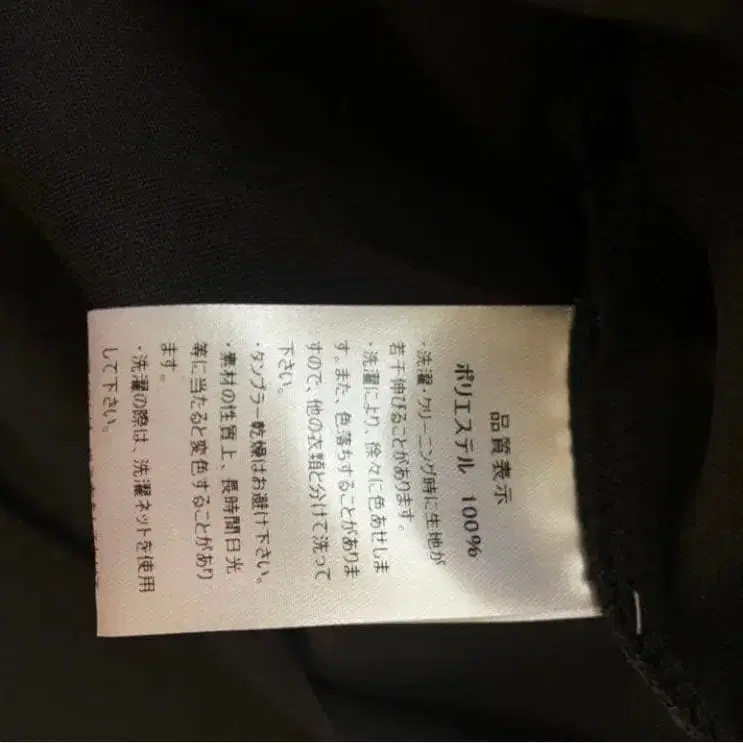 品質表示
ポリエステル 100%
・洗濯・クリーニング時に生地が
若干伸びることがあります。
・洗濯により、徐々に色あせしま
す。また、色落ちすることがありま
すので、他の衣類と分けて洗って
下さい。
・タンブラー乾燥はお避け下さい。
・素材の性質上、長時間日光
等に当たると変色することがあり
ます。
・洗濯の際は、洗濯ネットを使用
して下さい。